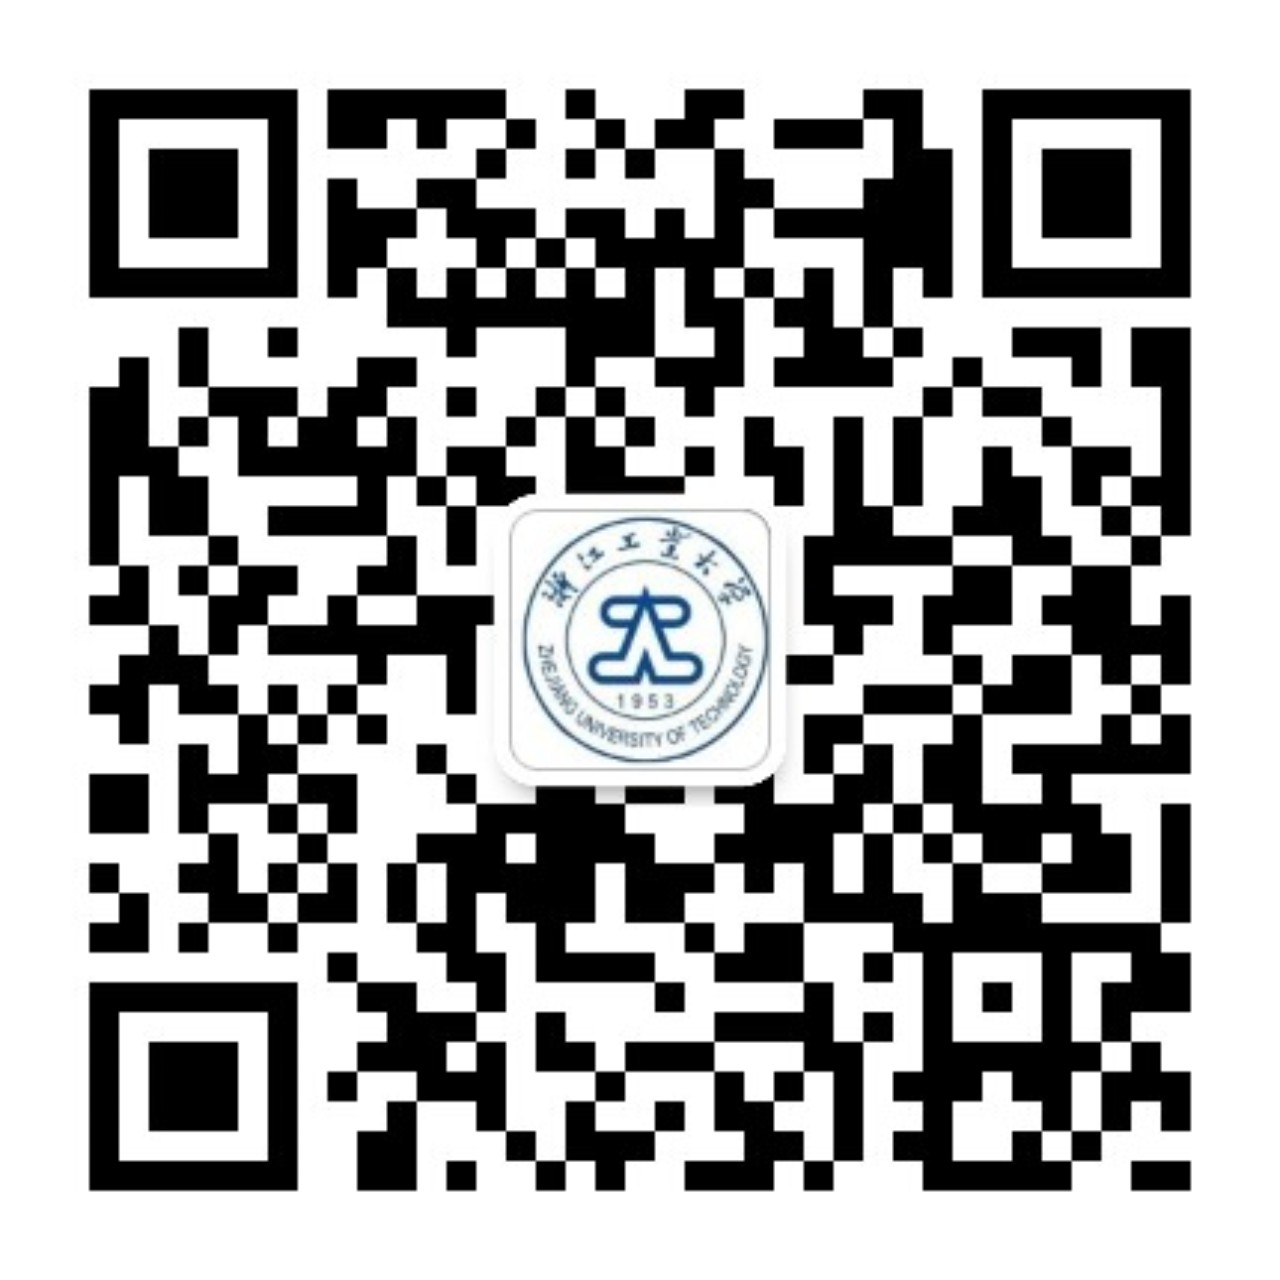 浙江工业大学
1953
ZHEJIANG UNIVERSITY OF TECHNOLOGY